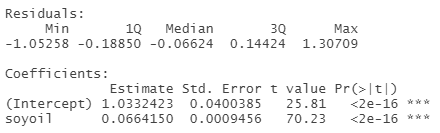 Residuals:
Min 1Q Median 3Q Max
-1.05258 -0.18850 -0.06624 0.14424 1.30709
Coefficients:
Estimate Std. Error t value Pr(>|t|)
(Intercept) 1.0332423 0.0400385 25.81 <2e-16 ***
soyoil 0.0664150 0.0009456 70.23 <2e-16 ***